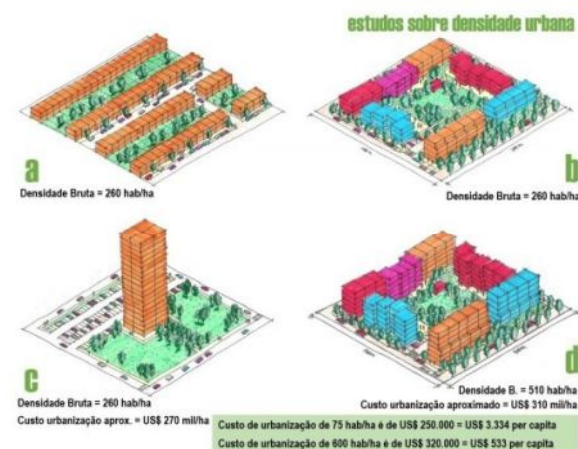 estudos sobre densidade urbana
a
Densidade Bruta = 260 hab/ha
b
Densidade Bruta = 260 hab/ha
c
Densidade Bruta = 260 hab/ha
Custo urbanização aprox. = US$ 270 mil/ha
d
Densidade B. = 510 hab/ha
Custo urbanização aproximado = US$ 310 mil/ha
Custo de urbanização de 75 hab/ha é de US$ 250.000 = US$ 3.334 per capita
Custo de urbanização de 600 hab/ha é de US$ 320.000 = US$ 533 per capita